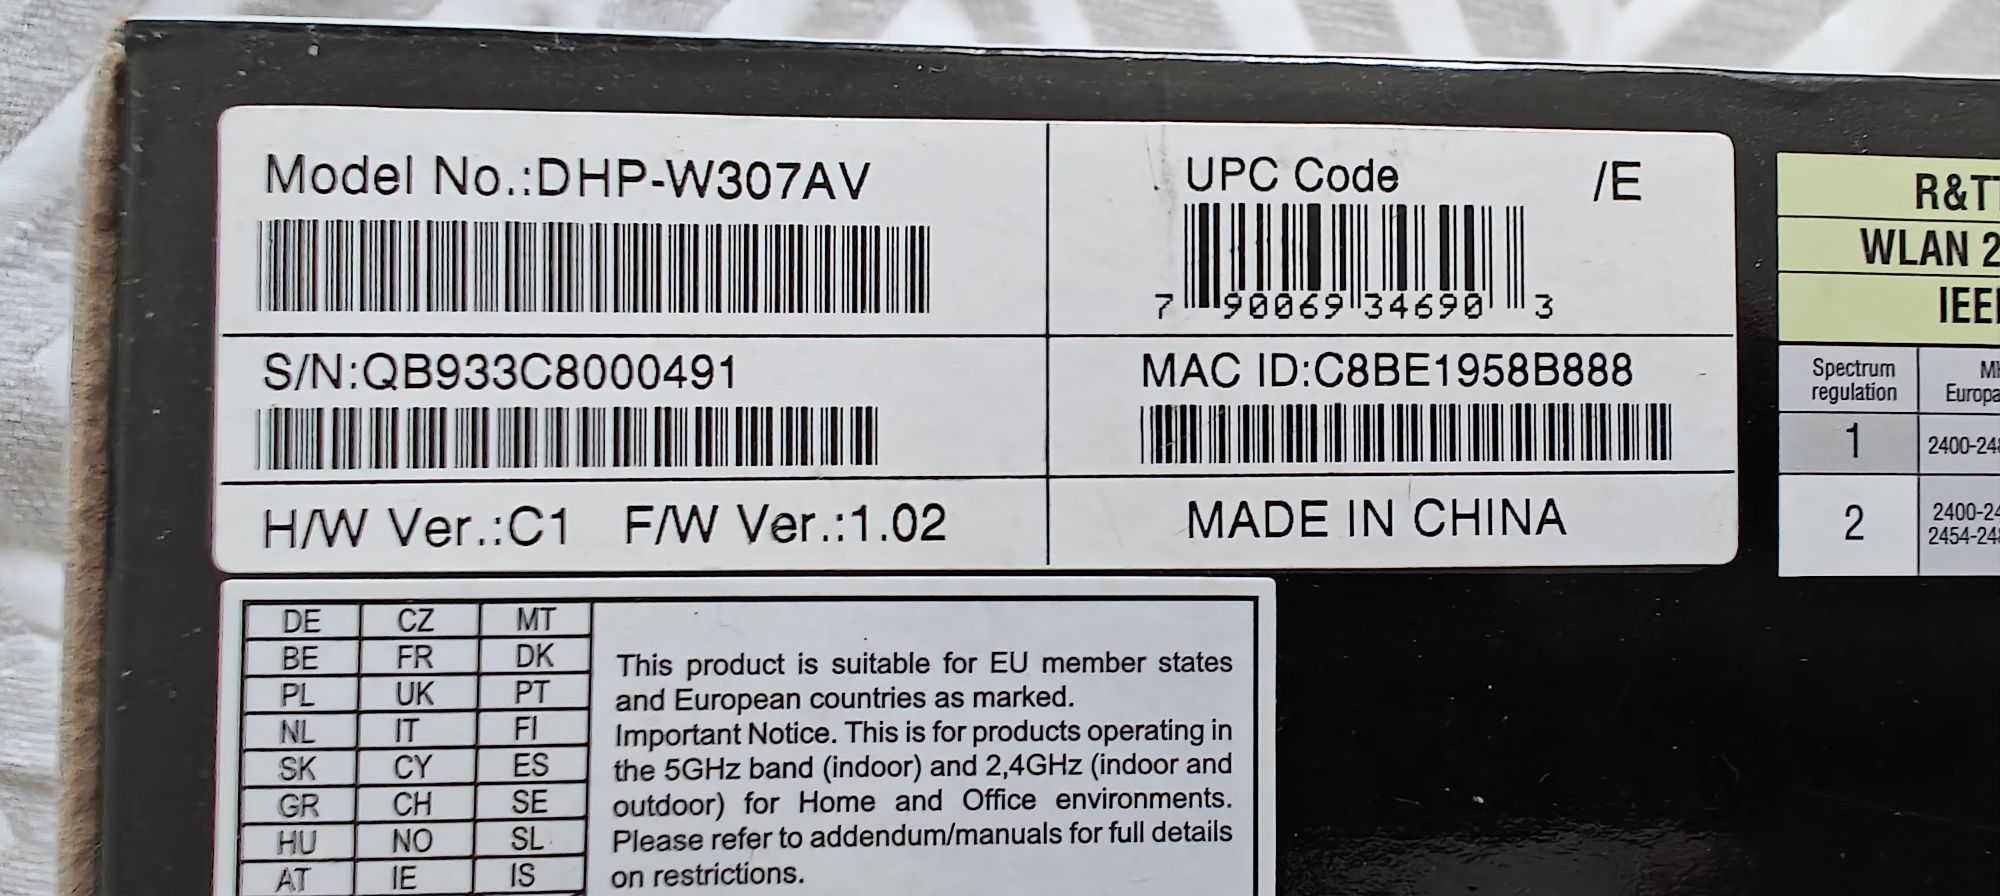 Model No.:DHP-W307AV
UPC Code /E
7 90069 34690 3
S/N:QB933C8000491
MAC ID:C8BE1958B888
H/W Ver.:C1 F/W Ver.:1.02
MADE IN CHINA
R&TT
WLAN 2
IEE
Spectrum
regulation
Europa
1
2400-24
2
2400-24
2454-24
DE CZ MT
BE FR DK
PL UK PT
NL IT FI
SK CY ES
GR CH SE
HU NO SL
AT IE IS
This product is suitable for EU member states
and European countries as marked.
Important Notice. This is for products operating in
the 5GHz band (indoor) and 2,4GHz (indoor and
outdoor) for Home and Office environments.
Please refer to addendum/manuals for full details
on restrictions.